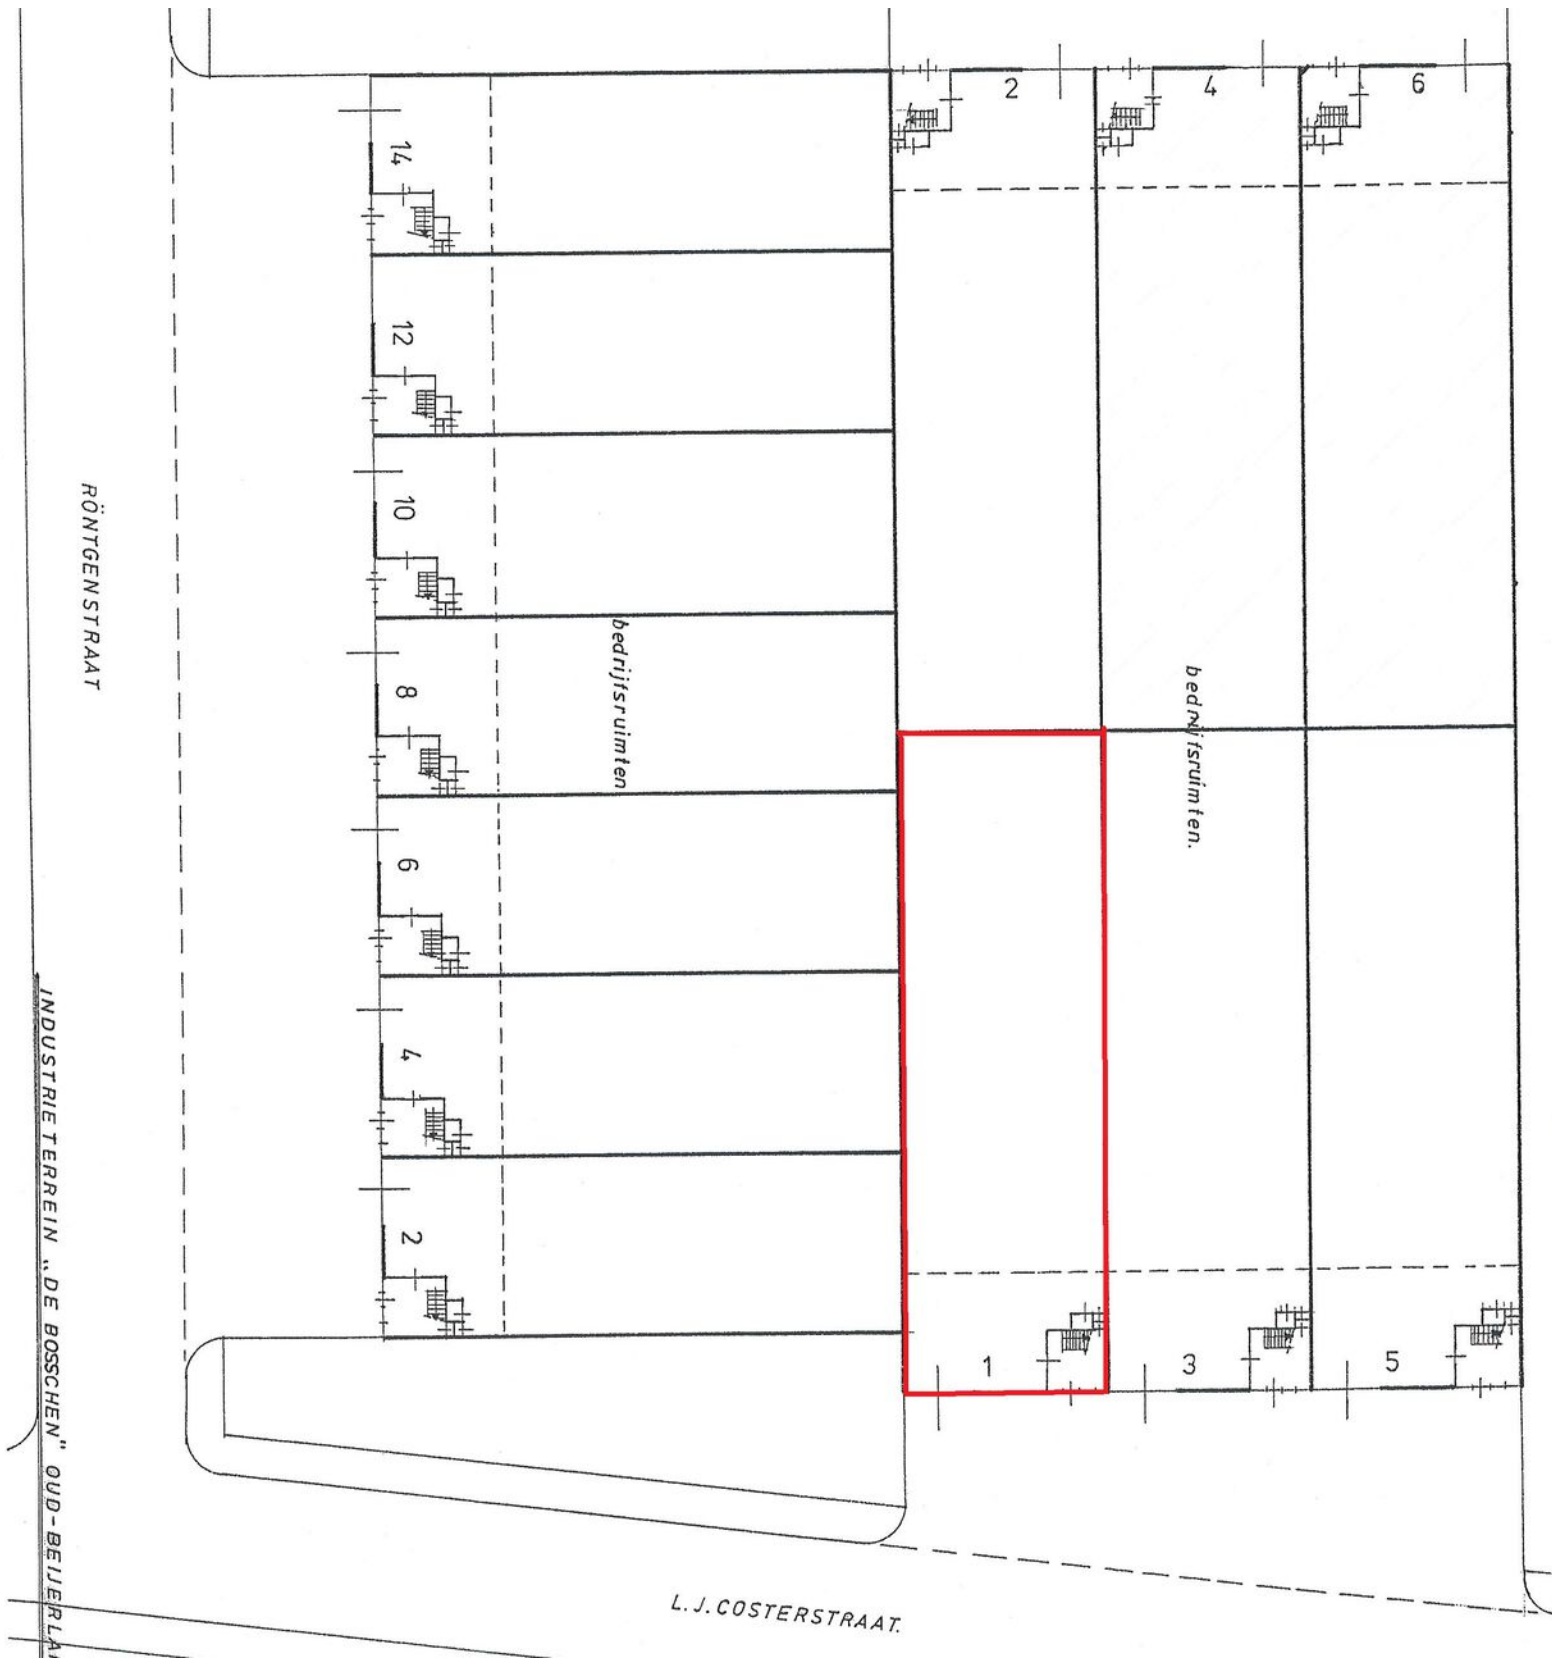 2
4
6
14
12
10
8
6
4
2
RÖNTGENSTRAAT
bedrijfsruimten
bedrijfsruimten.
INDUSTRIETERREIN „DE BOSSCHEN" OUD-BEIJERLA
1
3
5
L.J.COSTERSTRAAT.